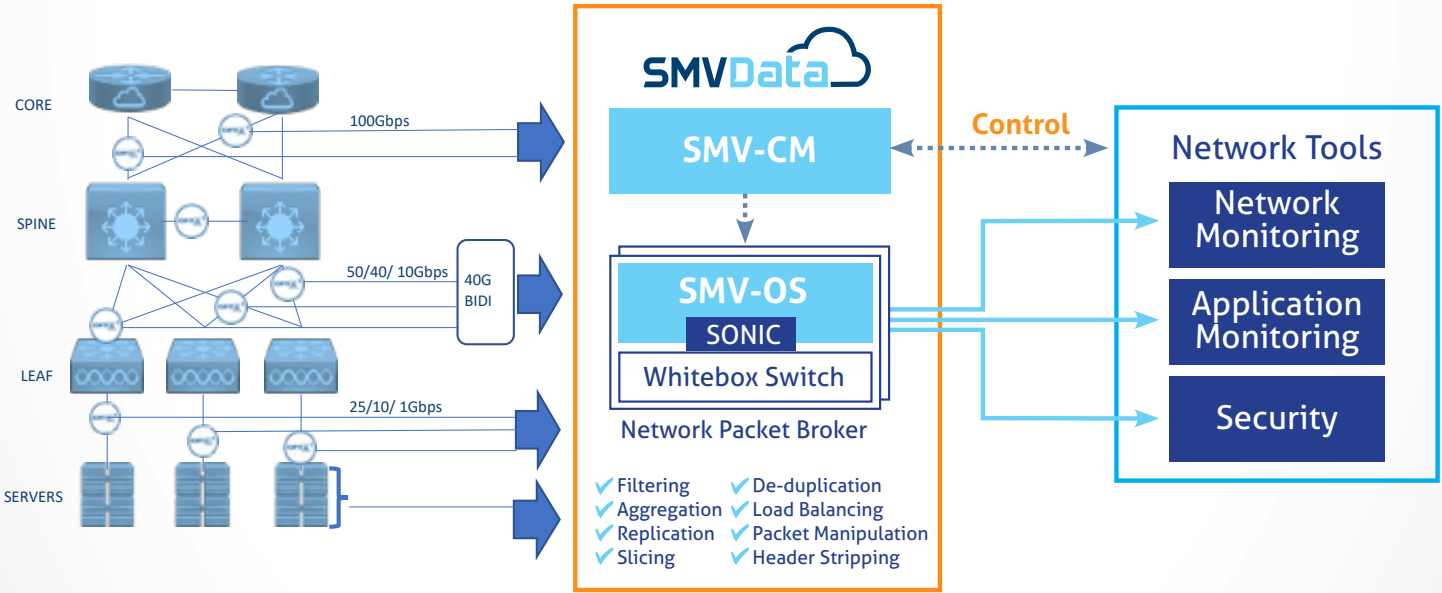 SMVData
CORE
100Gbps
SMV-CM
Control
Network Tools
SPINE
Network
Monitoring
50/40/ 10Gbps
40G
BIDI
SMV-OS
SONIC
Whitebox Switch
Application
Monitoring
LEAF
25/10/ 1Gbps
Network Packet Broker
Security
SERVERS
Filtering
Aggregation
Replication
Slicing
De-duplication
Load Balancing
Packet Manipulation
Header Stripping